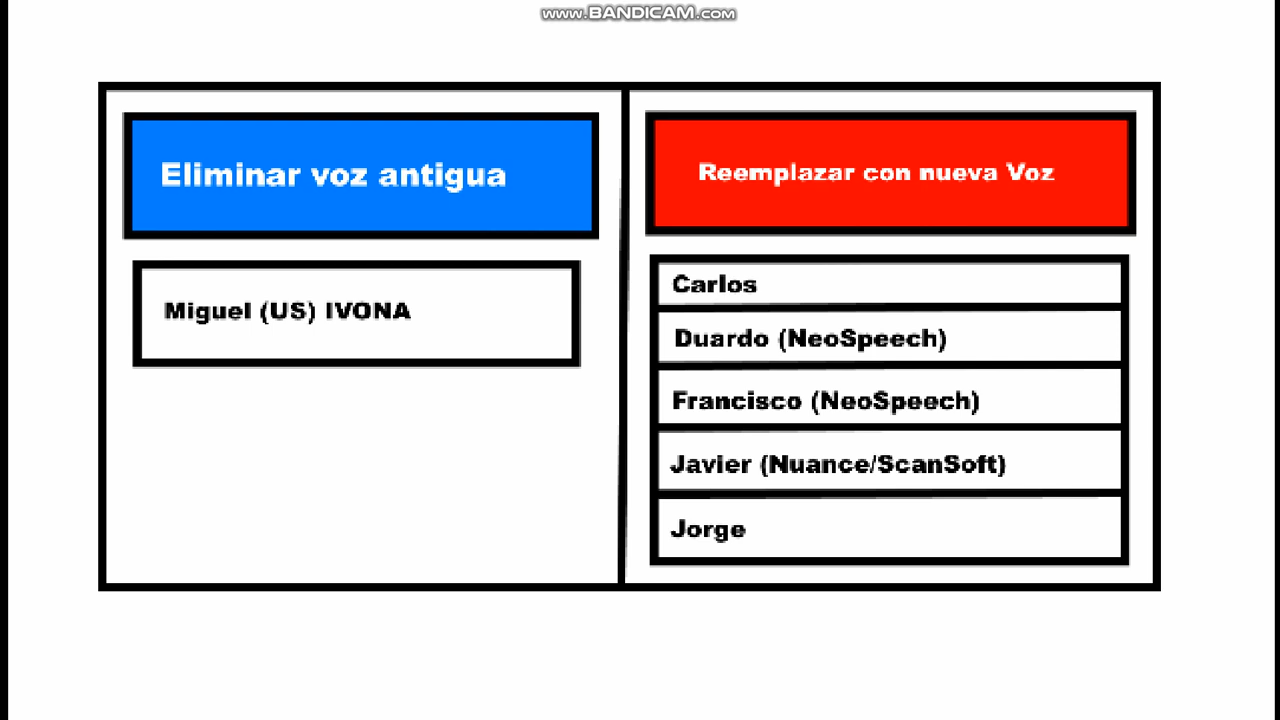 www.BANDICAM.com
Eliminar voz antigua
Miguel (US) IVONA
Reemplazar con nueva Voz
Carlos
Duardo (NeoSpeech)
Francisco (NeoSpeech)
Javier (Nuance/ScanSoft)
Jorge